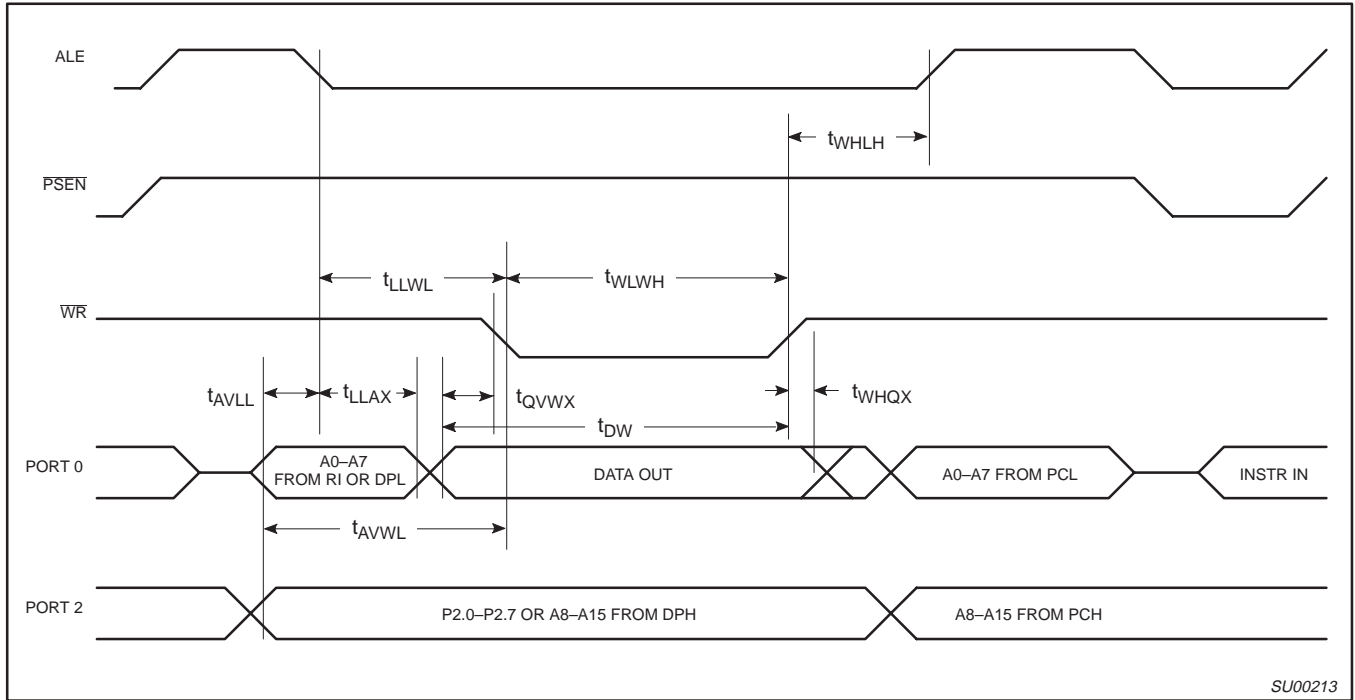 ALE
tWHLH
PSEN
tLLWL
tWLWH
WR
tAVLL
tLLAX
tQVWX
tWHQX
tDW
PORT 0
A0–A7
FROM RI OR DPL
DATA OUT
A0–A7 FROM PCL
INSTR IN
tAVWL
PORT 2
P2.0–P2.7 OR A8–A15 FROM DPH
A8–A15 FROM PCH
SU00213